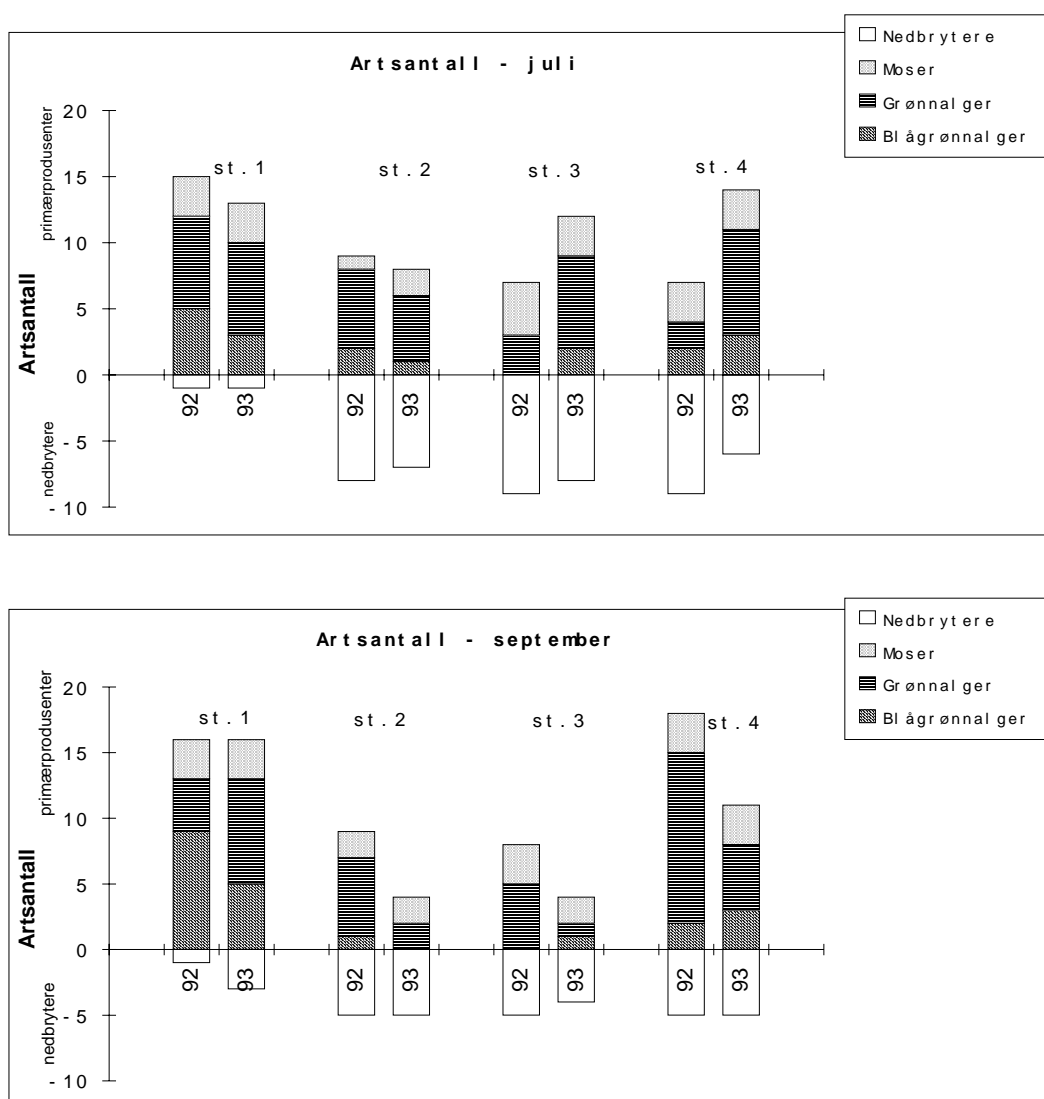 Nedbrytere
Moser
Grønnalger
Blågrønnalger
Artsantall - juli
20
15
10
5
0
- 5
- 10
primærprodusenter
Artsantall
nedbrytere
st. 1
st. 2
st. 3
st. 4
92
93
92
93
92
93
92
93
Nedbrytere
Moser
Grønnalger
Blågrønnalger
Artsantall - september
20
15
10
5
0
- 5
- 10
primærprodusenter
Artsantall
nedbrytere
st. 1
st. 2
st. 3
st. 4
92
93
92
93
92
93
92
93